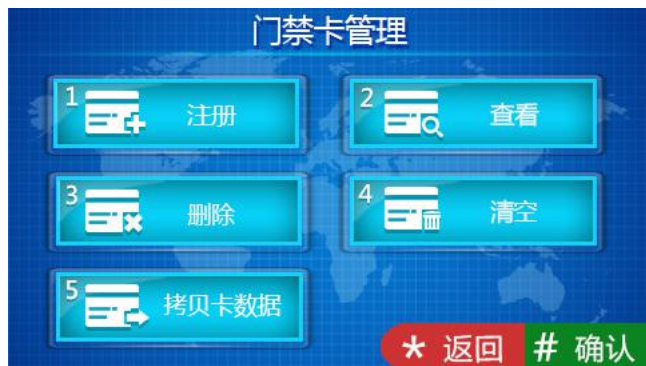 门禁卡管理
1 注册
2 查看
3 删除
4 清空
5 拷贝卡数据
* 返回 # 确认